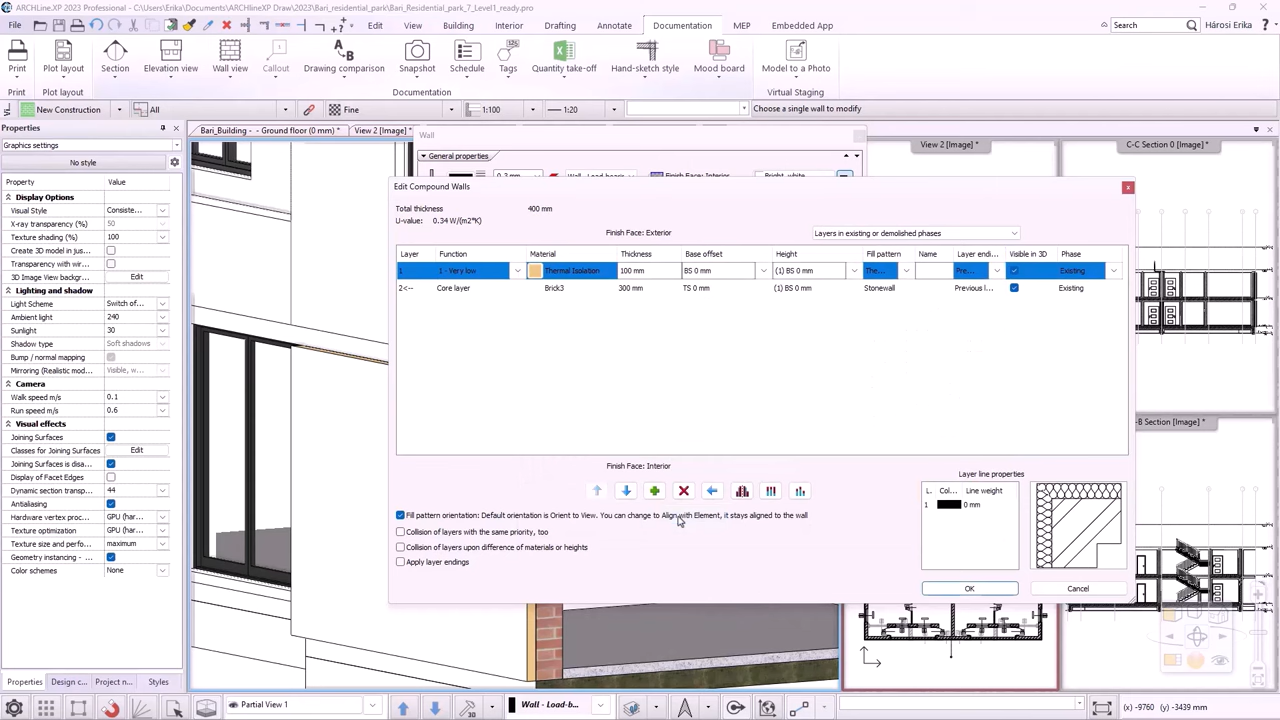 ARCHLine.XP 2023 Professional - C:\Users\Erika\ARCHlineXP Draw\2023\Bari_residential_park\Bari_Residential_park_7_Level1_ready.pro
Edit View Building Interior Drafting Annotate Documentation MEP Embedded App Search Hárosi Erika
Print Plot layout Section Elevation view Wall view Callout Drawing comparison Snapshot Schedule Tags Quantity take-off Hand-sketch style Mood board Model to a Photo
Print Plot layout Documentation Virtual Staging
New Construction All Fine 1:100 1:20 Choose a single wall to modify
Properties Bari_Building - - Ground floor (0 mm) * View 2 [Image] * Wall View 2 [Image] * C-C Section 0 [Image] *
Graphics settings General properties
No style 0.3 mm Finish Face: Interior Bright_white
Property Value
Display Options
Visual Style Consiste...
X-ray transparency (%) 50
Texture shading (%) 100
Create 3D model in jus...
3D Image View backgr... Edit
Lighting and shadow
Light Scheme Switch of...
Ambient light 240
Sunlight 30
Shadow type Soft shadows
Bump / normal mapping
Mirroring (Realistic mod... Visible, w...
Camera
Walk speed m/s 0.1
Run speed m/s 0.6
Visual effects
Joining Surfaces
Classes for Joining Surfaces Edit
Joining Surfaces is disa...
Display of Facet Edges
Dynamic section transp... 44
Antialiasing
Hardware vertex proce... GPU (har...
Texture optimization GPU (har...
Texture size and perfo... maximum
Geometry instancing - ...
Color schemes None
Edit Compound Walls
Total thickness 400 mm
U-value: 0.34 W/(m2*K)
Finish Face: Exterior Layers in existing or demolished phases
Layer Function Material Thickness Base offset Height Fill pattern Name Layer endi... Visible in 3D Phase
1 1 - Very low Thermal Isolation 100 mm BS 0 mm (1) BS 0 mm The... Pre... Existing
2<-- Core layer Brick3 300 mm TS 0 mm (1) BS 0 mm Stonewall Previous l... Existing
Finish Face: Interior
Fill pattern orientation: Default orientation is Orient to View. You can change to Align with Element, it stays aligned to the wall
Collision of layers with the same priority, too
Collision of layers upon difference of materials or heights
Apply layer endings
Layer line properties
L. Col... Line weight
1 0 mm
OK Cancel
-B Section [Image] *
Properties Design c... Project n... Styles
Partial View 1 Wall - Load-b... (x) -9760 (y) -3439 mm